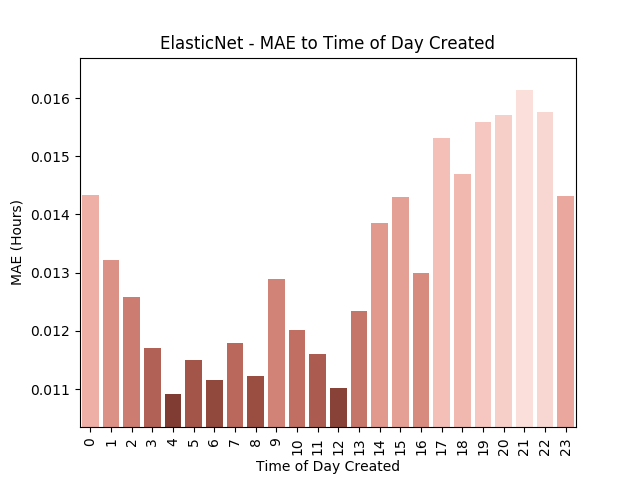 ElasticNet - MAE to Time of Day Created
MAE (Hours)
0.016
0.015
0.014
0.013
0.012
0.011
0 1 2 3 4 5 6 7 8 9 10 11 12 13 14 15 16 17 18 19 20 21 22 23
Time of Day Created